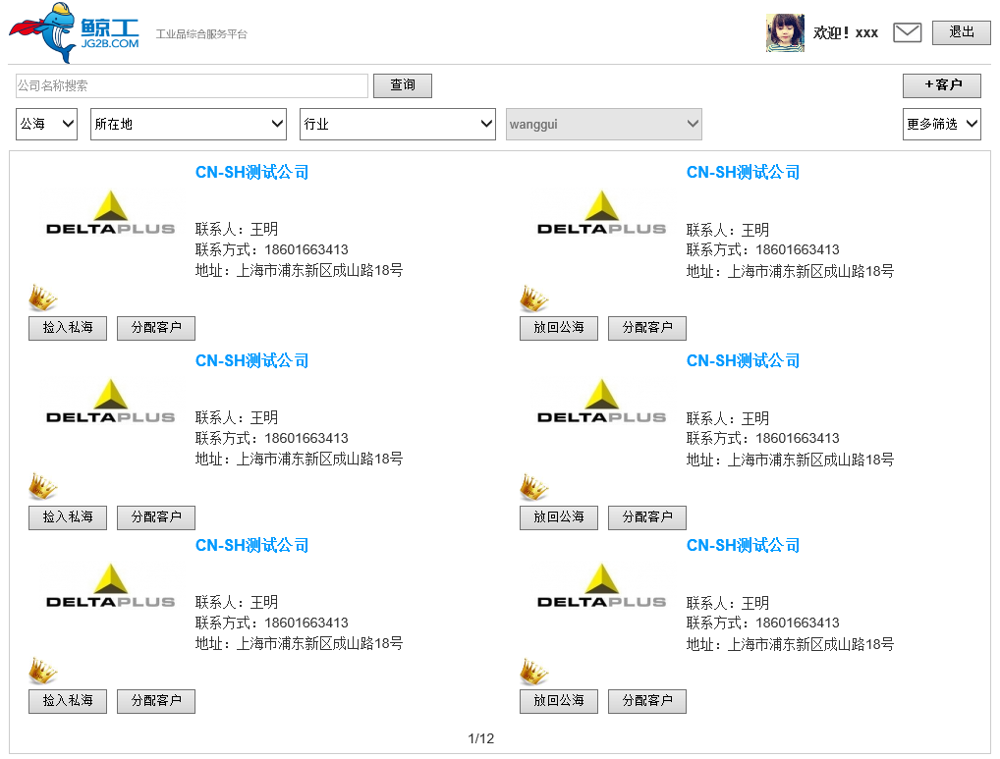 鲸工
JG2B.COM
工业品综合服务平台
欢迎！xxx
退出
公司名称搜索
查询
+客户
公海
所在地
行业
wanggui
更多筛选
CN-SH测试公司
DELTAPLUS
联系人：王明
联系方式：18601663413
地址：上海市浦东新区成山路18号
捡入私海
分配客户
CN-SH测试公司
DELTAPLUS
联系人：王明
联系方式：18601663413
地址：上海市浦东新区成山路18号
放回公海
分配客户
CN-SH测试公司
DELTAPLUS
联系人：王明
联系方式：18601663413
地址：上海市浦东新区成山路18号
捡入私海
分配客户
CN-SH测试公司
DELTAPLUS
联系人：王明
联系方式：18601663413
地址：上海市浦东新区成山路18号
放回公海
分配客户
CN-SH测试公司
DELTAPLUS
联系人：王明
联系方式：18601663413
地址：上海市浦东新区成山路18号
捡入私海
分配客户
CN-SH测试公司
DELTAPLUS
联系人：王明
联系方式：18601663413
地址：上海市浦东新区成山路18号
放回公海
分配客户
1/12